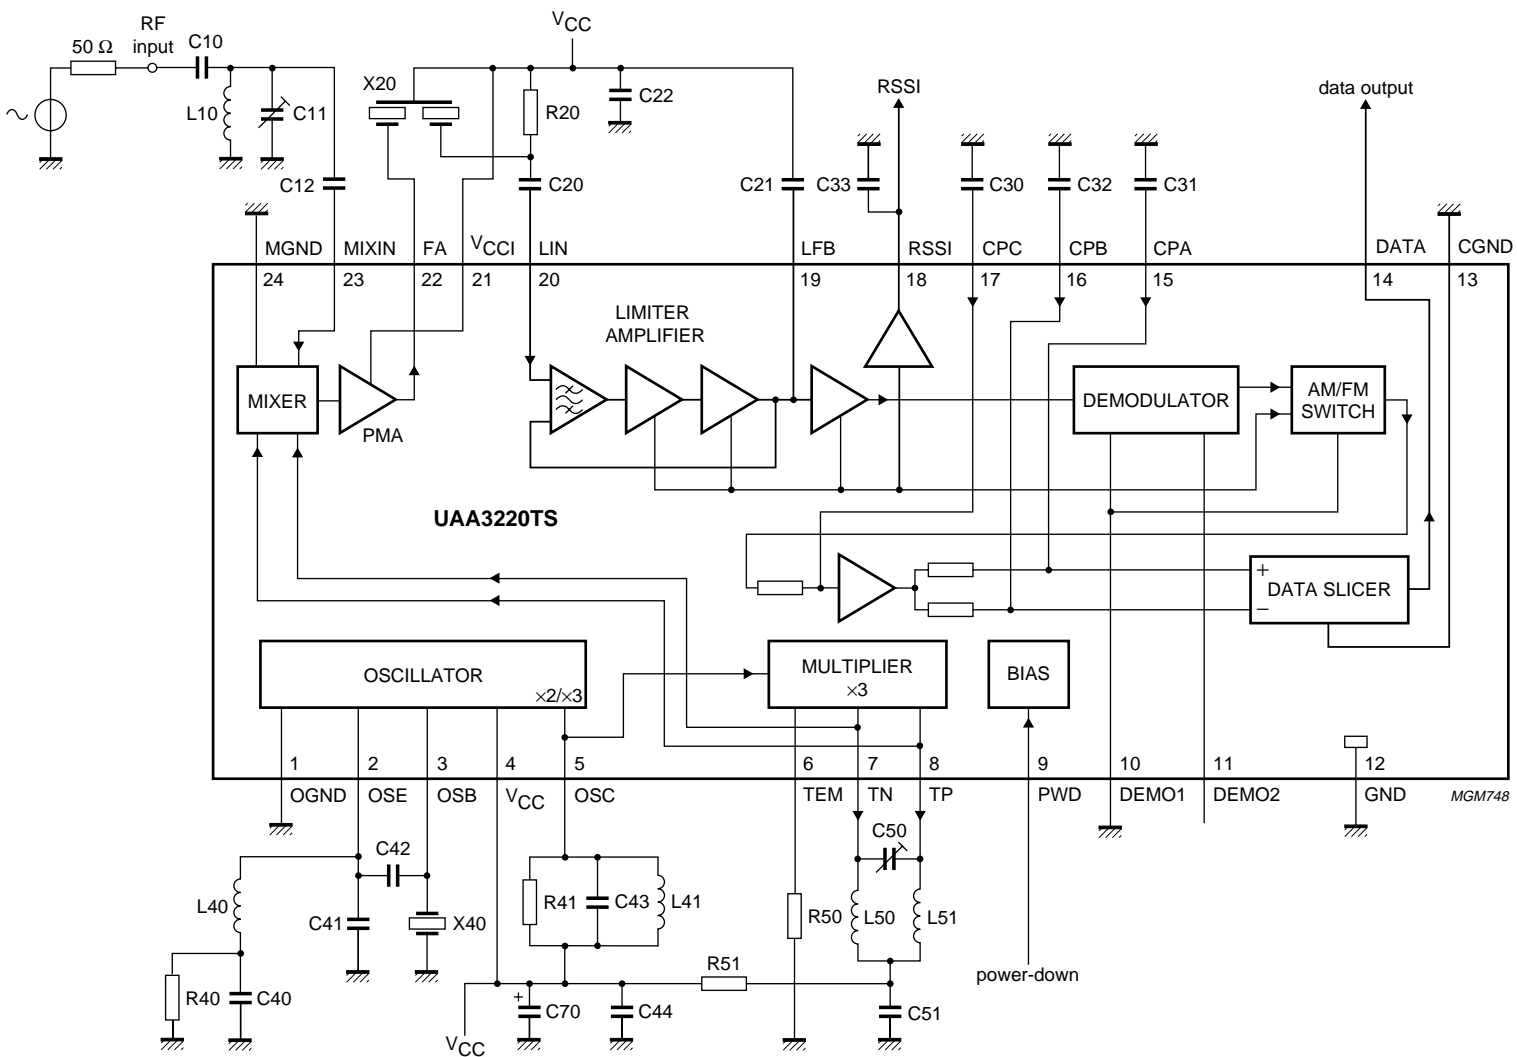 VCC
RF
input
50 Ω
C10
X20
L10
C11
R20
C22
RSSI
data output
C12
C20
C21
C33
C30
C32
C31
MGND
MIXIN
FA
VCCI
LIN
LFB
RSSI
CPC
CPB
CPA
DATA
CGND
24
23
22
21
20
19
18
17
16
15
14
13
LIMITER
AMPLIFIER
MIXER
PMA
DEMODULATOR
AM/FM
SWITCH
UAA3220TS
+
DATA SLICER
−
OSCILLATOR
×2/×3
MULTIPLIER
×3
BIAS
1
2
3
4
5
6
7
8
9
10
11
12
OGND
OSE
OSB
VCC
OSC
TEM
TN
TP
PWD
DEMO1
DEMO2
GND
MGM748
C42
C50
L40
C41
X40
R41
C43
L41
R50
L50
L51
R51
power-down
R40
C40
+
C70
C44
C51
VCC